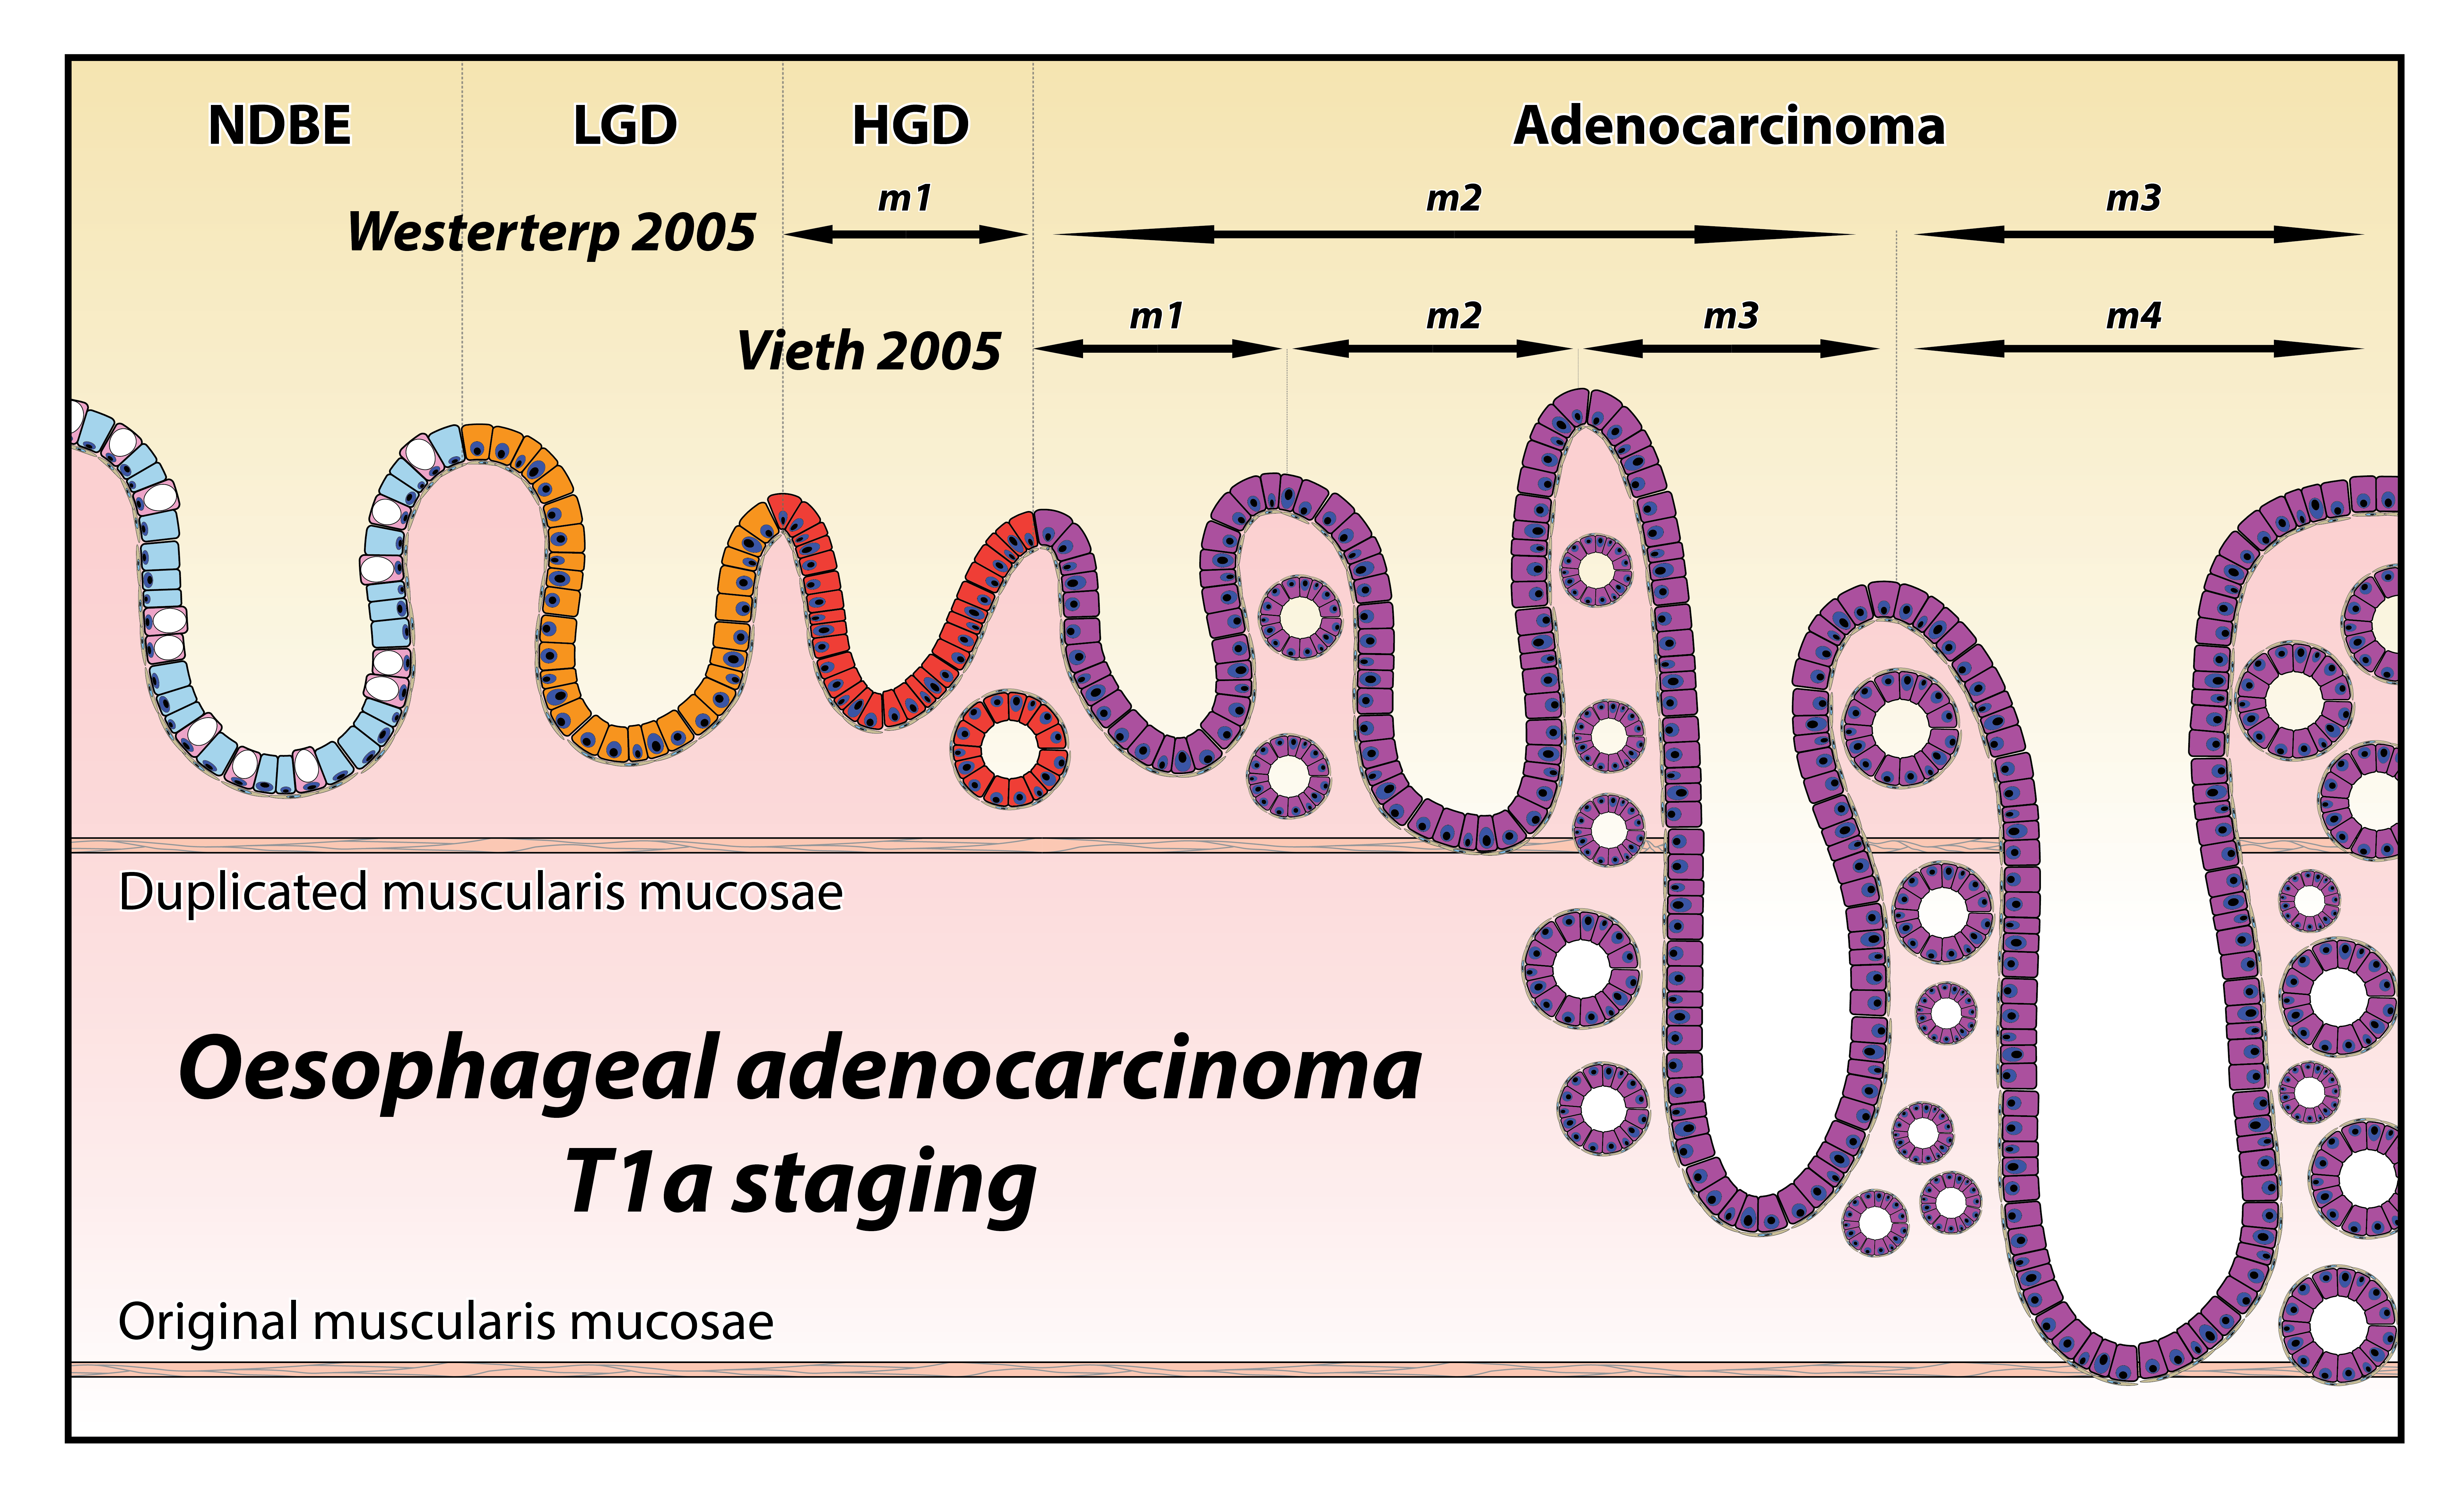 NDBE
LGD
HGD
Adenocarcinoma
Westerterp 2005
m1
m2
m3
Vieth 2005
m1
m2
m3
m4
Duplicated muscularis mucosae
Oesophageal adenocarcinoma
T1a staging
Original muscularis mucosae